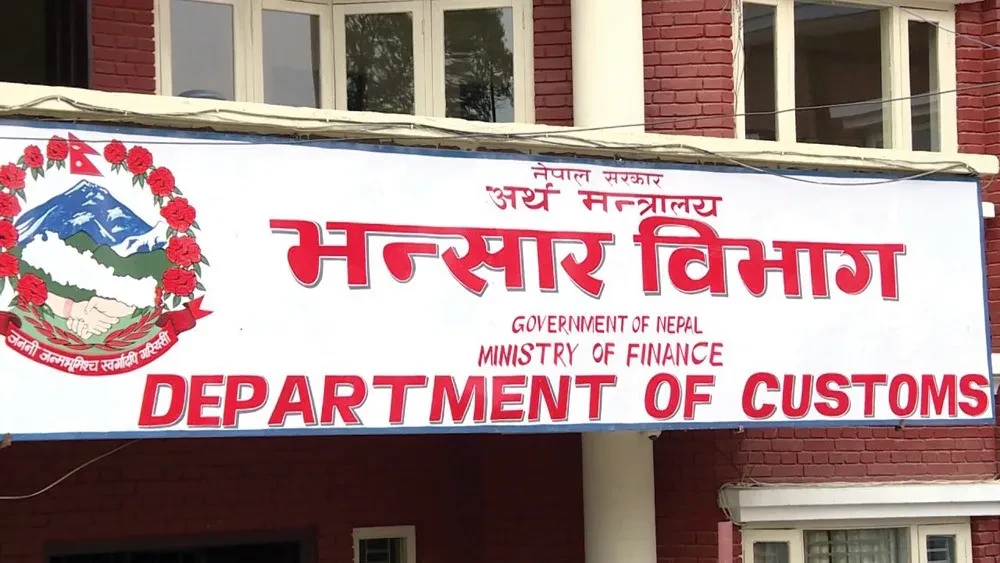 नेपाल सरकार
अर्थ मन्त्रालय
भन्सार विभाग
GOVERNMENT OF NEPAL
MINISTRY OF FINANCE
DEPARTMENT OF CUSTOMS
जननी जन्मभूमिश्च स्वर्गादपि गरियसी